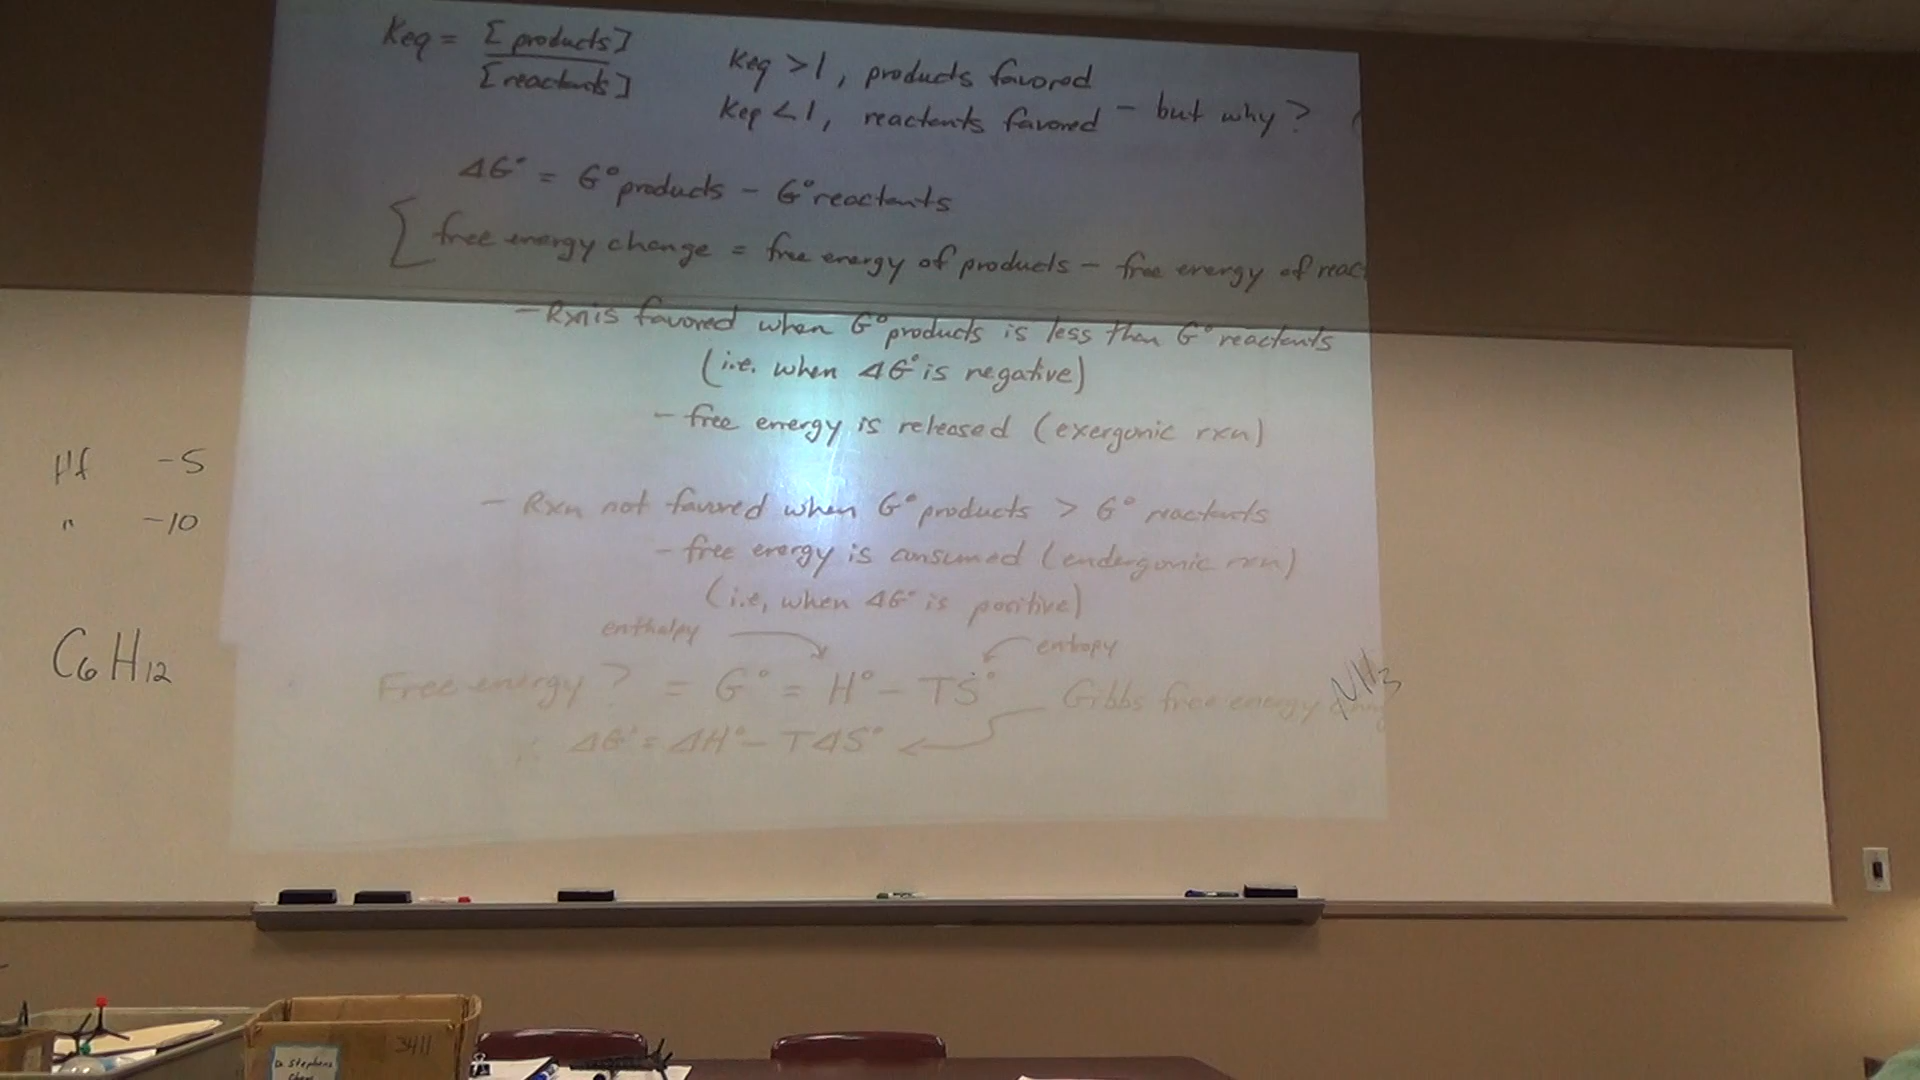 Keq = [products] / [reactants]
Keq > 1, products favored
Keq < 1, reactants favored - but why?
ΔG° = G° products - G° reactants
[ free energy change = free energy of products - free energy of reac
- Rxn is favored when G° products is less than G° reactants
(i.e. when ΔG° is negative)
- free energy is released (exergonic rxn)
- Rxn not favored when G° products > G° reactants
- free energy is consumed (endergonic rxn)
(i.e, when ΔG° is positive)
enthalpy
entropy
Free energy? = G° = H° - TS°
Gibbs free energy
∴ ΔG° = ΔH° - TΔS°
Hf -5
" -10
C6H12
NH3
3411
Dr. Stephens
Chem